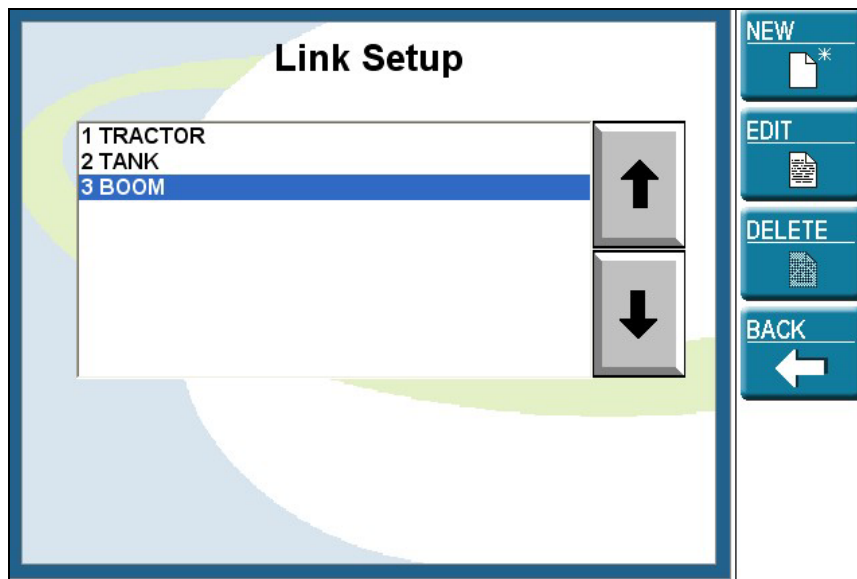 Link Setup
1 TRACTOR
2 TANK
3 BOOM
NEW
EDIT
DELETE
BACK